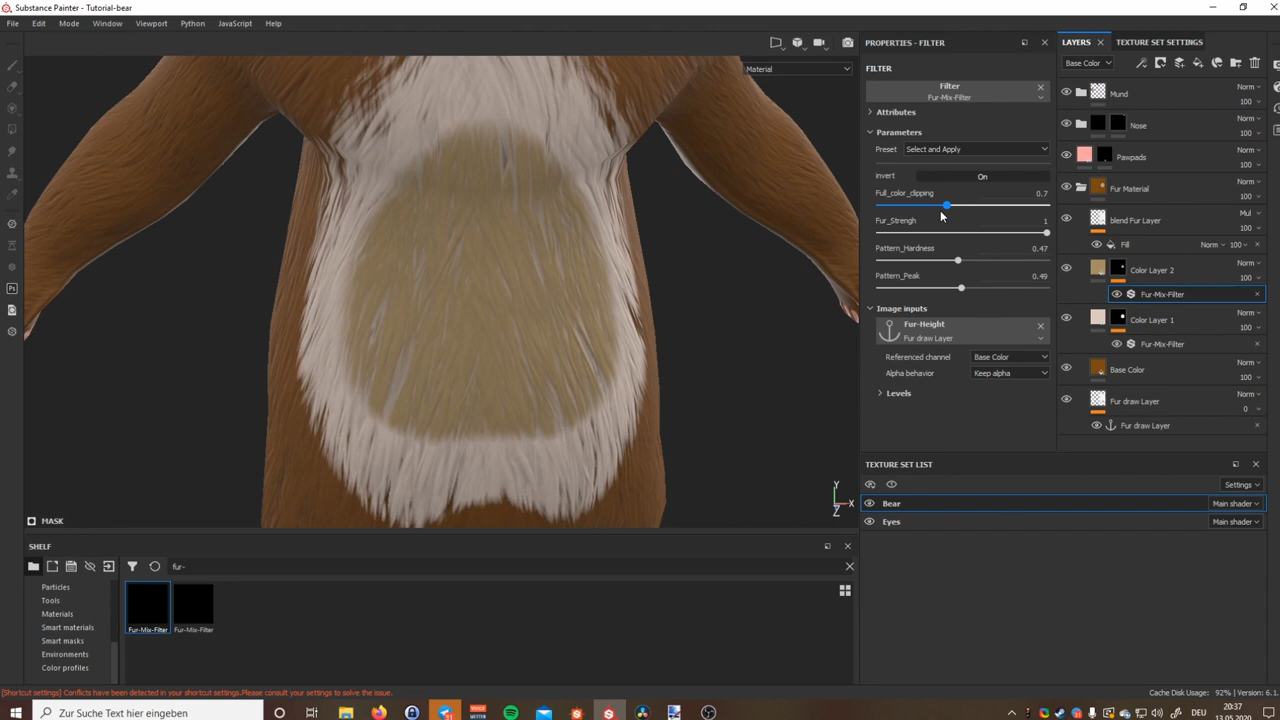 Substance Painter - Tutorial-bear
File Edit Mode Window Viewport Python JavaScript Help
Material
MASK
PROPERTIES - FILTER
FILTER
Filter
Fur-Mix-Filter
Attributes
Parameters
Preset Select and Apply
invert On
Full_color_clipping 0.7
Fur_Strengh 1
Pattern_Hardness 0.47
Pattern_Peak 0.49
Image inputs
Fur-Height
Fur draw Layer
Referenced channel Base Color
Alpha behavior Keep alpha
Levels
LAYERS TEXTURE SET SETTINGS
Base Color
Mund Norm
100
Nose Norm
100
Pawpads Norm
100
Fur Material Norm
100
blend Fur Layer Mul
100
Fill Norm 100
Color Layer 2 Norm
100
Fur-Mix-Filter
Color Layer 1 Norm
100
Fur-Mix-Filter
Base Color Norm
100
Fur draw Layer Norm
0
Fur draw Layer
TEXTURE SET LIST
Settings
Bear Main shader
Eyes Main shader
Y
X
Z
SHELF
fur-
Particles
Tools
Materials
Smart materials
Smart masks
Environments
Color profiles
Fur-Mix-Filter Fur-Mix-Filter
[Shortcut settings] Conflicts have been detected in your shortcut settings.Please consult your settings to solve the issue.
Cache Disk Usage: 92% | Version: 6.1.
Zur Suche Text hier eingeben
DEU
20:37
13.05.2020